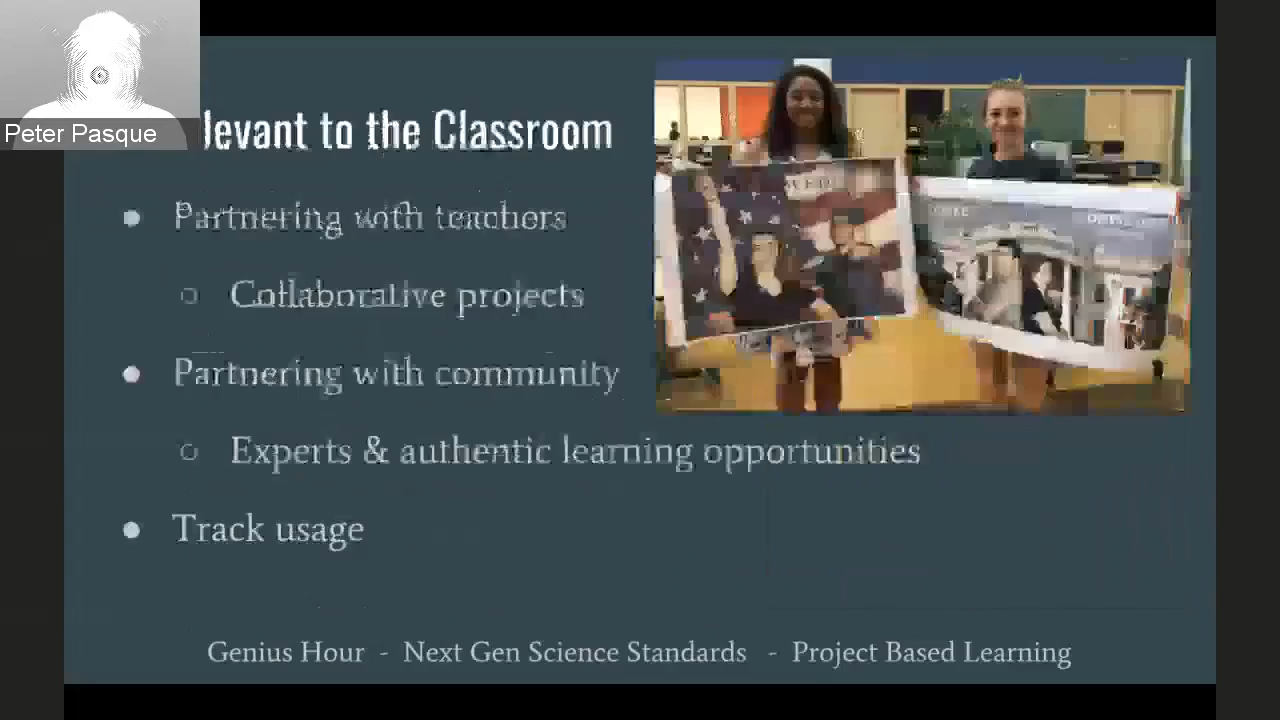 Peter Pasque
levant to the Classroom
Partnering with teachers
Collaborative projects
Partnering with community
Experts & authentic learning opportunities
Track usage
Genius Hour - Next Gen Science Standards - Project Based Learning